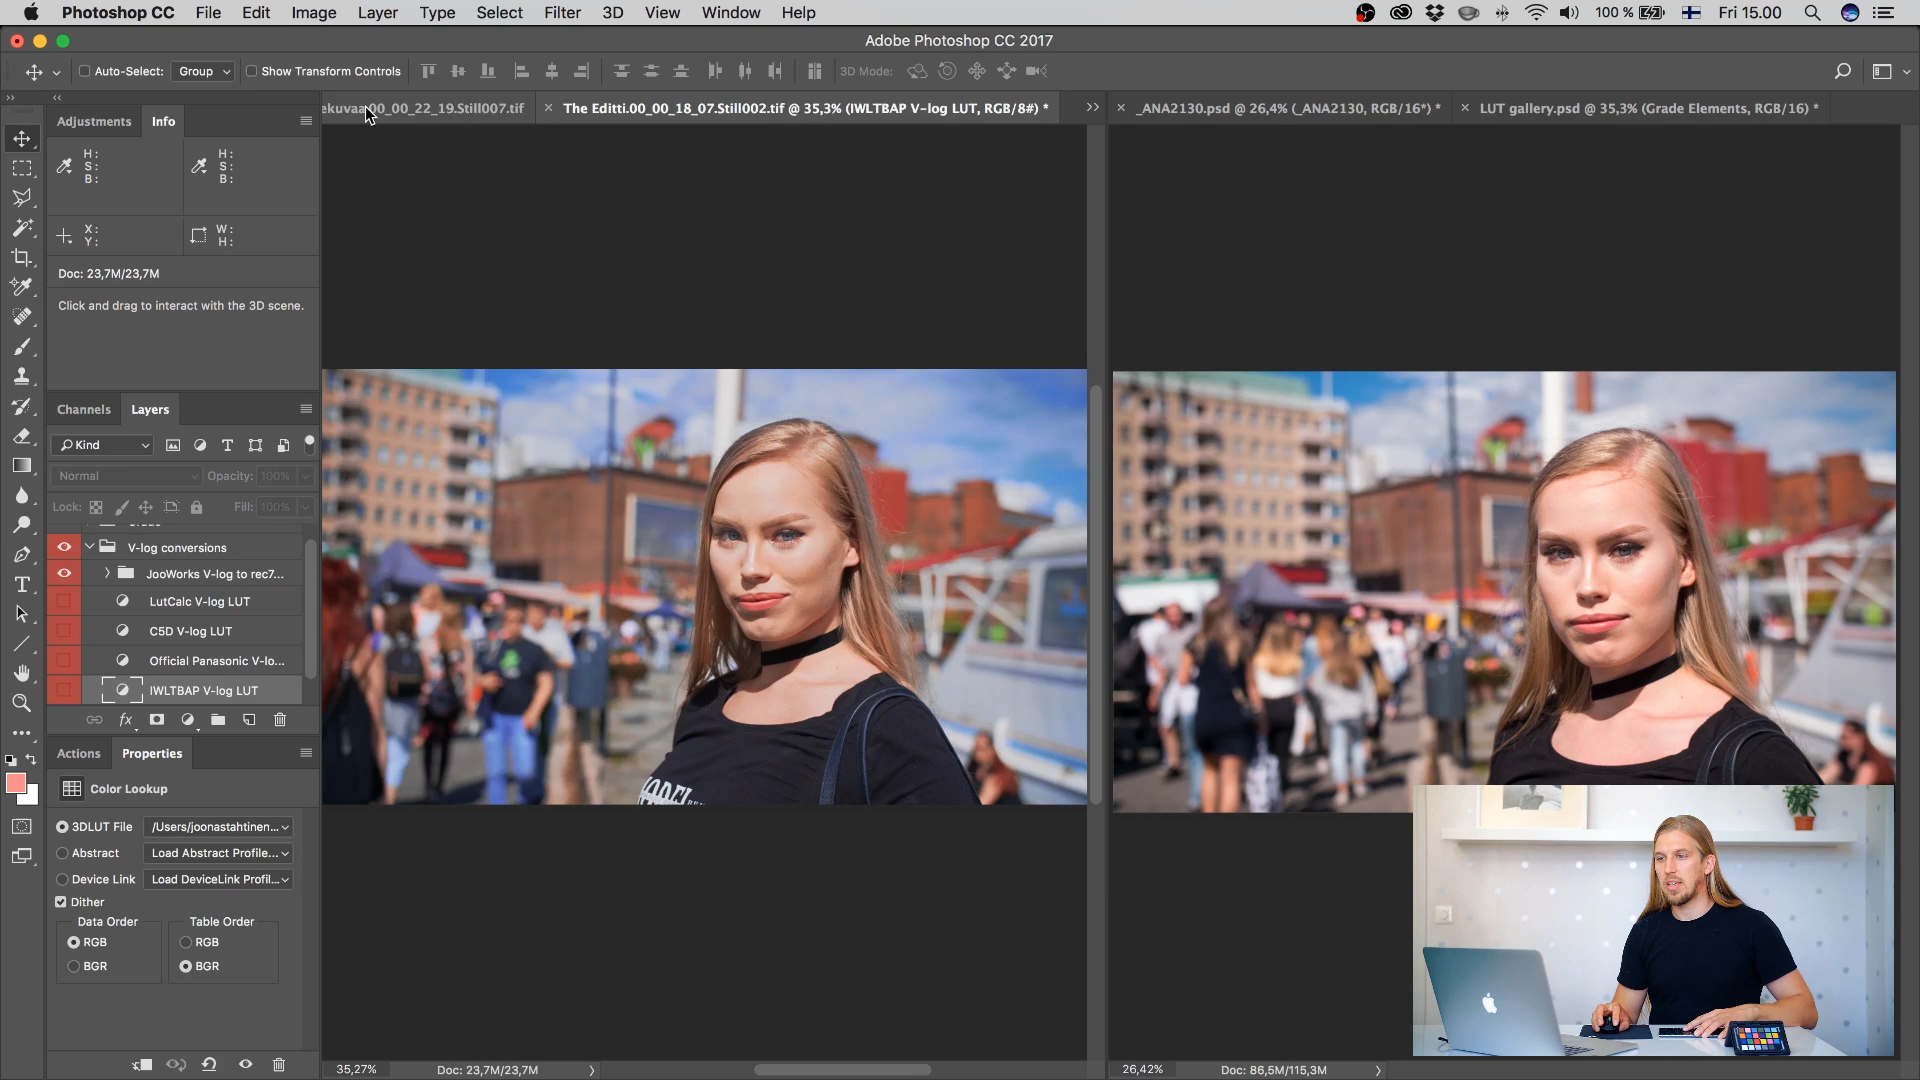 Photoshop CC File Edit Image Layer Type Select Filter 3D View Window Help 100 % Fri 15.00
Adobe Photoshop CC 2017
Auto-Select: Group Show Transform Controls 3D Mode:
ekuvaa00_00_22_19.Still007.tif The Editti.00_00_18_07.Still002.tif @ 35,3% (IWLTBAP V-log LUT, RGB/8#) * _ANA2130.psd @ 26,4% (_ANA2130, RGB/16*) * LUT gallery.psd @ 35,3% (Grade Elements, RGB/16) *
Adjustments Info
H: H:
S: S:
B: B:
X: W:
Y: H:
Doc: 23,7M/23,7M
Click and drag to interact with the 3D scene.
Channels Layers
Kind
Normal Opacity: 100%
Lock: Fill: 100%
V-log conversions
JooWorks V-log to rec7...
LutCalc V-log LUT
C5D V-log LUT
Official Panasonic V-lo...
IWLTBAP V-log LUT
fx
Actions Properties
Color Lookup
3DLUT File /Users/joonastahtinen...
Abstract Load Abstract Profile...
Device Link Load DeviceLink Profil...
Dither
Data Order Table Order
RGB RGB
BGR BGR
35,27% Doc: 23,7M/23,7M 26,42% Doc: 86,5M/115,3M